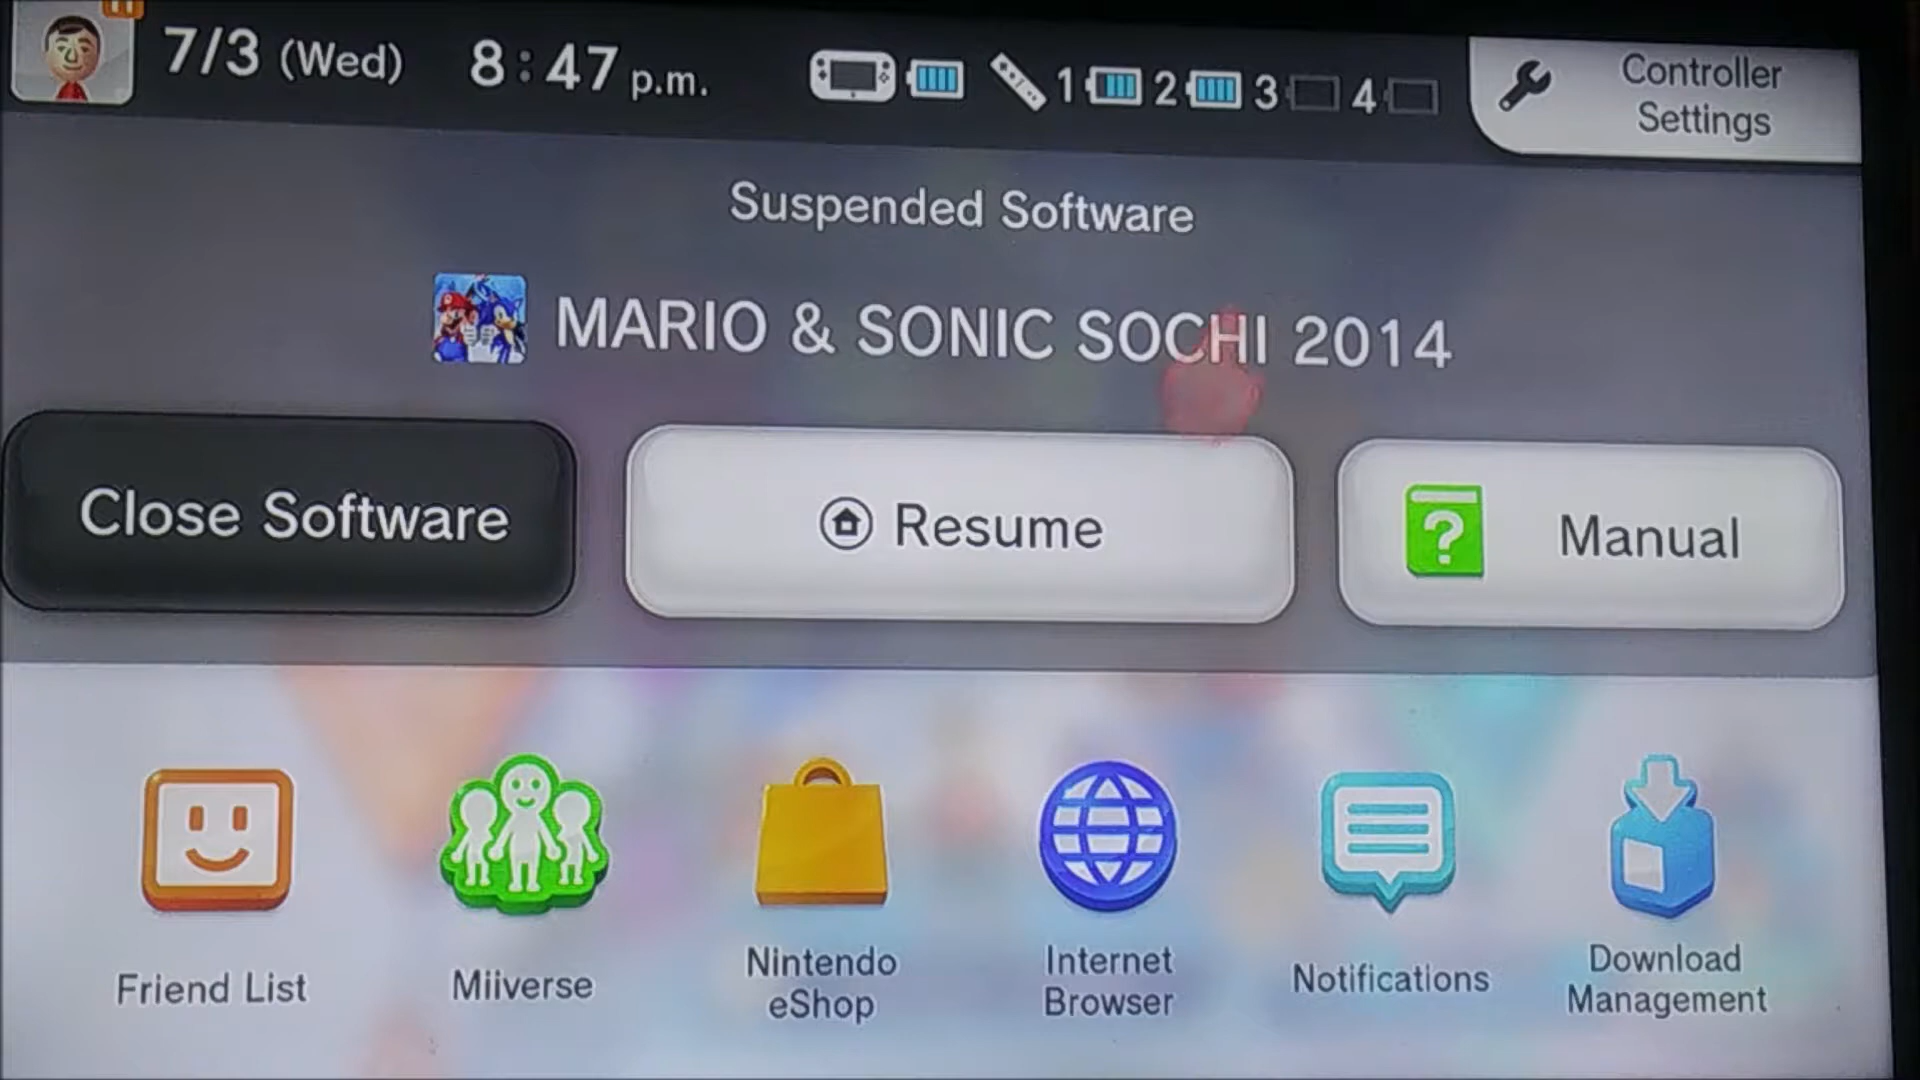 7/3 (Wed) 8:47 p.m. 1 2 3 4
Controller
Settings
Suspended Software
MARIO & SONIC SOCHI 2014
Close Software
Resume
? Manual
Friend List
Miiverse
Nintendo
eShop
Internet
Browser
Notifications
Download
Management